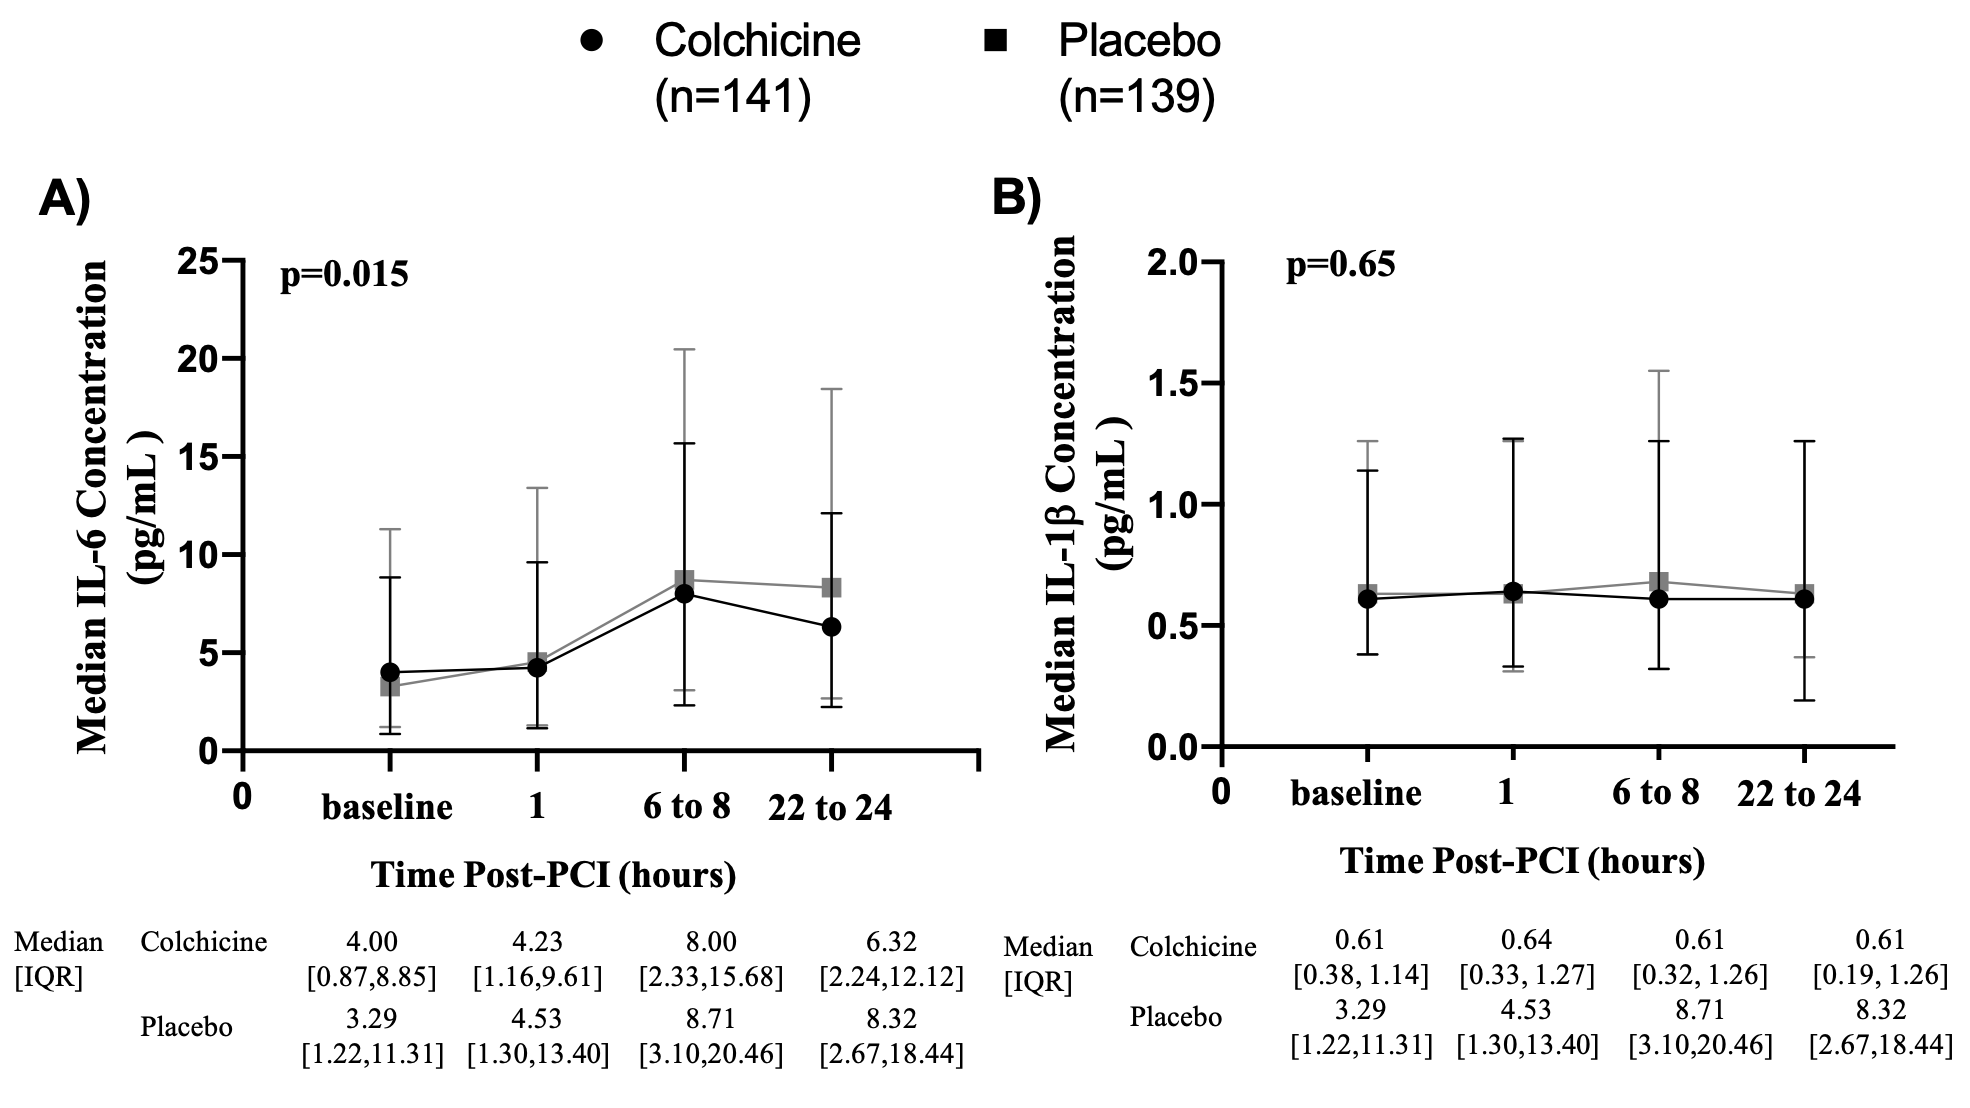 Colchicine
(n=141)
Placebo
(n=139)
A)
Median IL-6 Concentration
(pg/mL )
p=0.015
25
20
15
10
5
0
0 baseline 1 6 to 8 22 to 24
Time Post-PCI (hours)
Median
[IQR]
Colchicine 4.00 4.23 8.00 6.32
[0.87,8.85] [1.16,9.61] [2.33,15.68] [2.24,12.12]
Placebo 3.29 4.53 8.71 8.32
[1.22,11.31] [1.30,13.40] [3.10,20.46] [2.67,18.44]
B)
Median IL-1β Concentration
(pg/mL )
p=0.65
2.0
1.5
1.0
0.5
0.0
0 baseline 1 6 to 8 22 to 24
Time Post-PCI (hours)
Median
[IQR]
Colchicine 0.61 0.64 0.61 0.61
[0.38, 1.14] [0.33, 1.27] [0.32, 1.26] [0.19, 1.26]
Placebo 3.29 4.53 8.71 8.32
[1.22,11.31] [1.30,13.40] [3.10,20.46] [2.67,18.44]